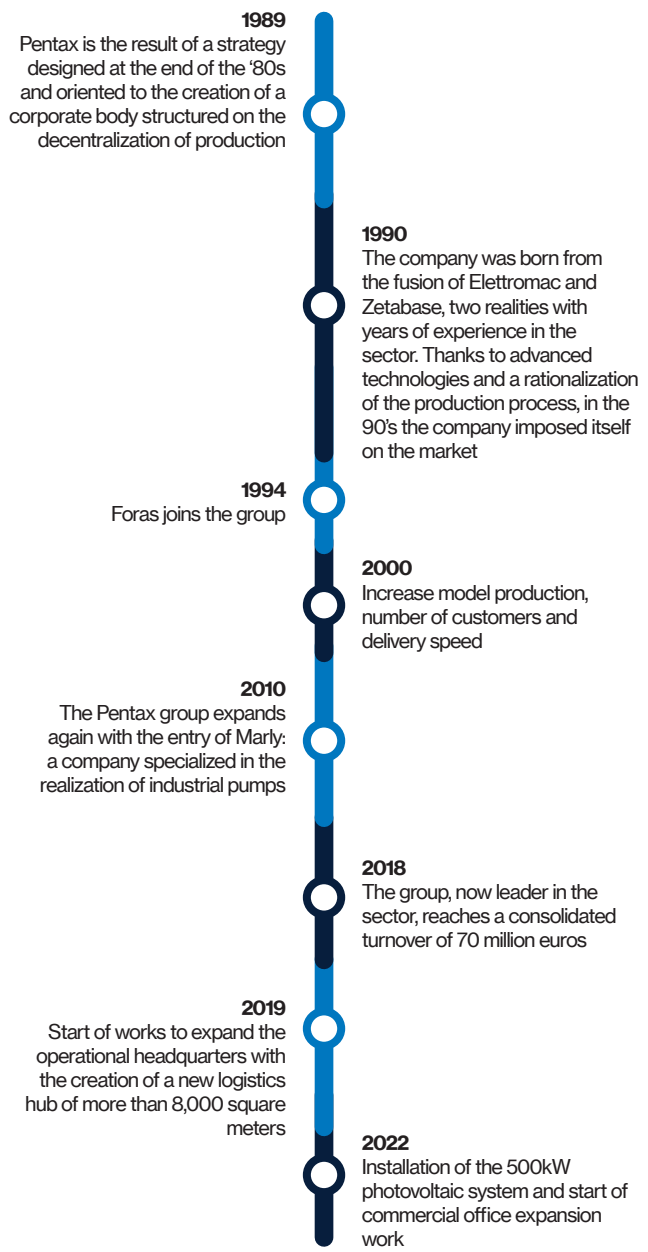 1989
Pentax is the result of a strategy
designed at the end of the ‘80s
and oriented to the creation of a
corporate body structured on the
decentralization of production
1990
The company was born from
the fusion of Elettromac and
Zetabase, two realities with
years of experience in the
sector. Thanks to advanced
technologies and a rationalization
of the production process, in the
90’s the company imposed itself
on the market
1994
Foras joins the group
2000
Increase model production,
number of customers and
delivery speed
2010
The Pentax group expands
again with the entry of Marly:
a company specialized in the
realization of industrial pumps
2018
The group, now leader in the
sector, reaches a consolidated
turnover of 70 million euros
2019
Start of works to expand the
operational headquarters with
the creation of a new logistics
hub of more than 8,000 square
meters
2022
Installation of the 500kW
photovoltaic system and start of
commercial office expansion
work